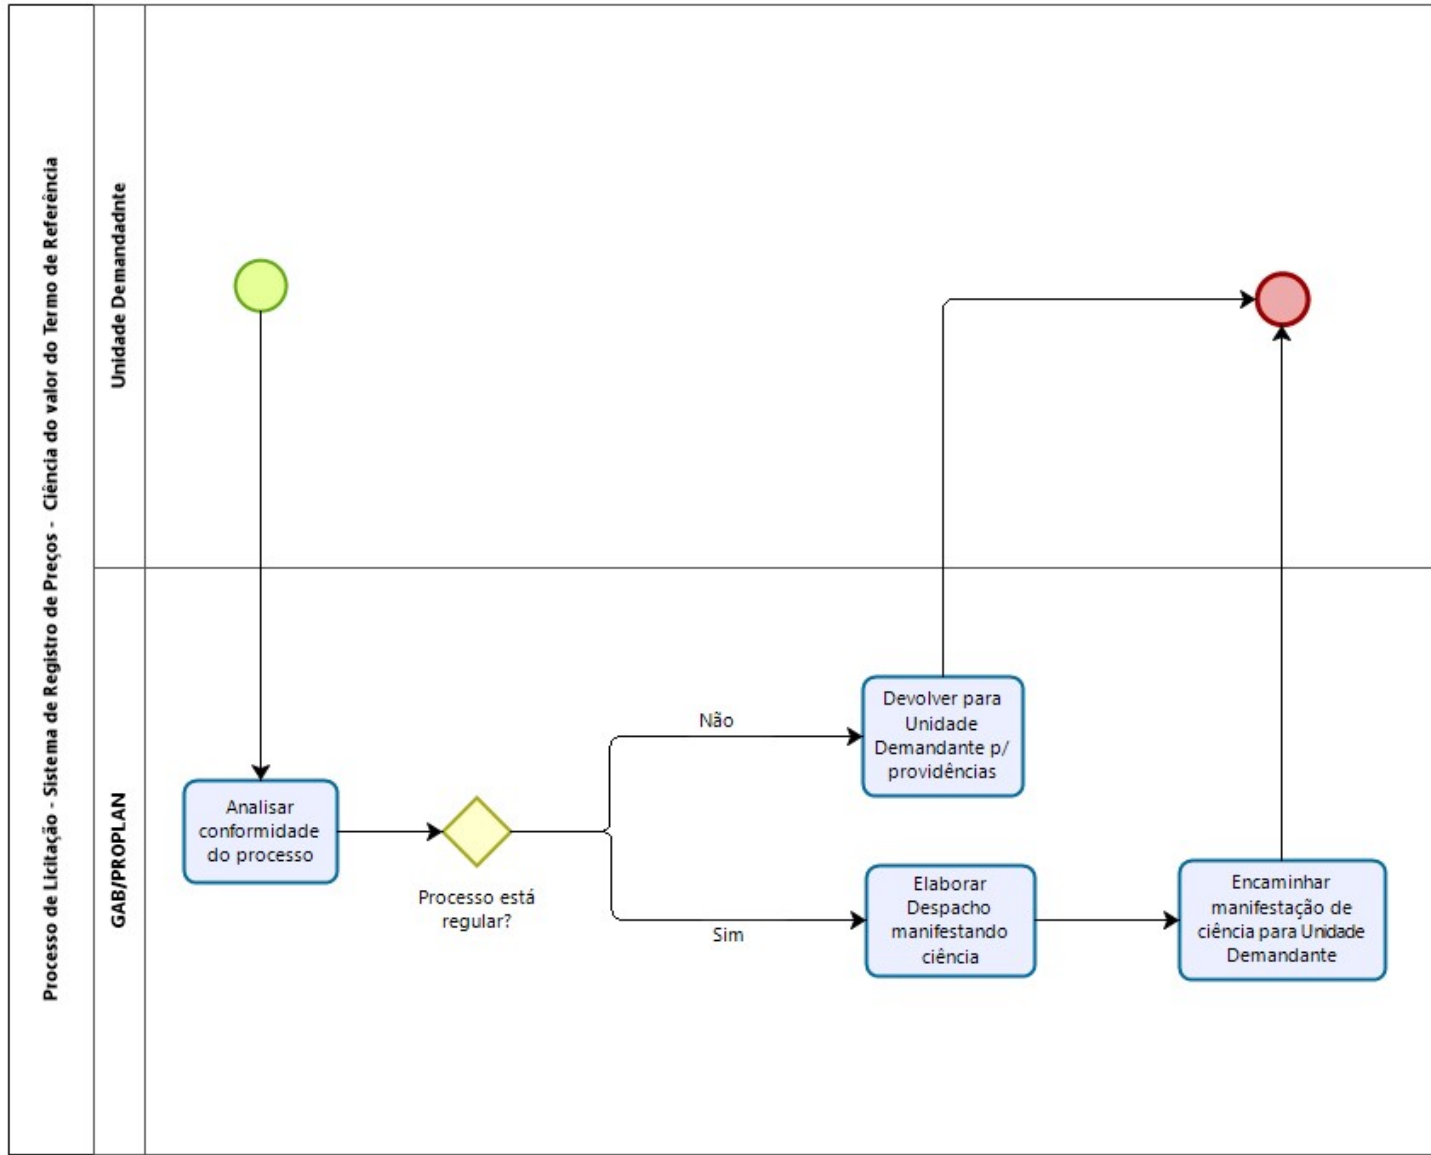 Processo de Licitação - Sistema de Registro de Preços - Ciência do valor do Termo de Referência
Unidade Demandadnte
GAB/PROPLAN
Analisar
conformidade
do processo
Processo está
regular?
Não
Sim
Devolver para
Unidade
Demandante p/
providências
Elaborar
Despacho
manifestando
ciência
Encaminhar
manifestação de
ciência para Unidade
Demandante